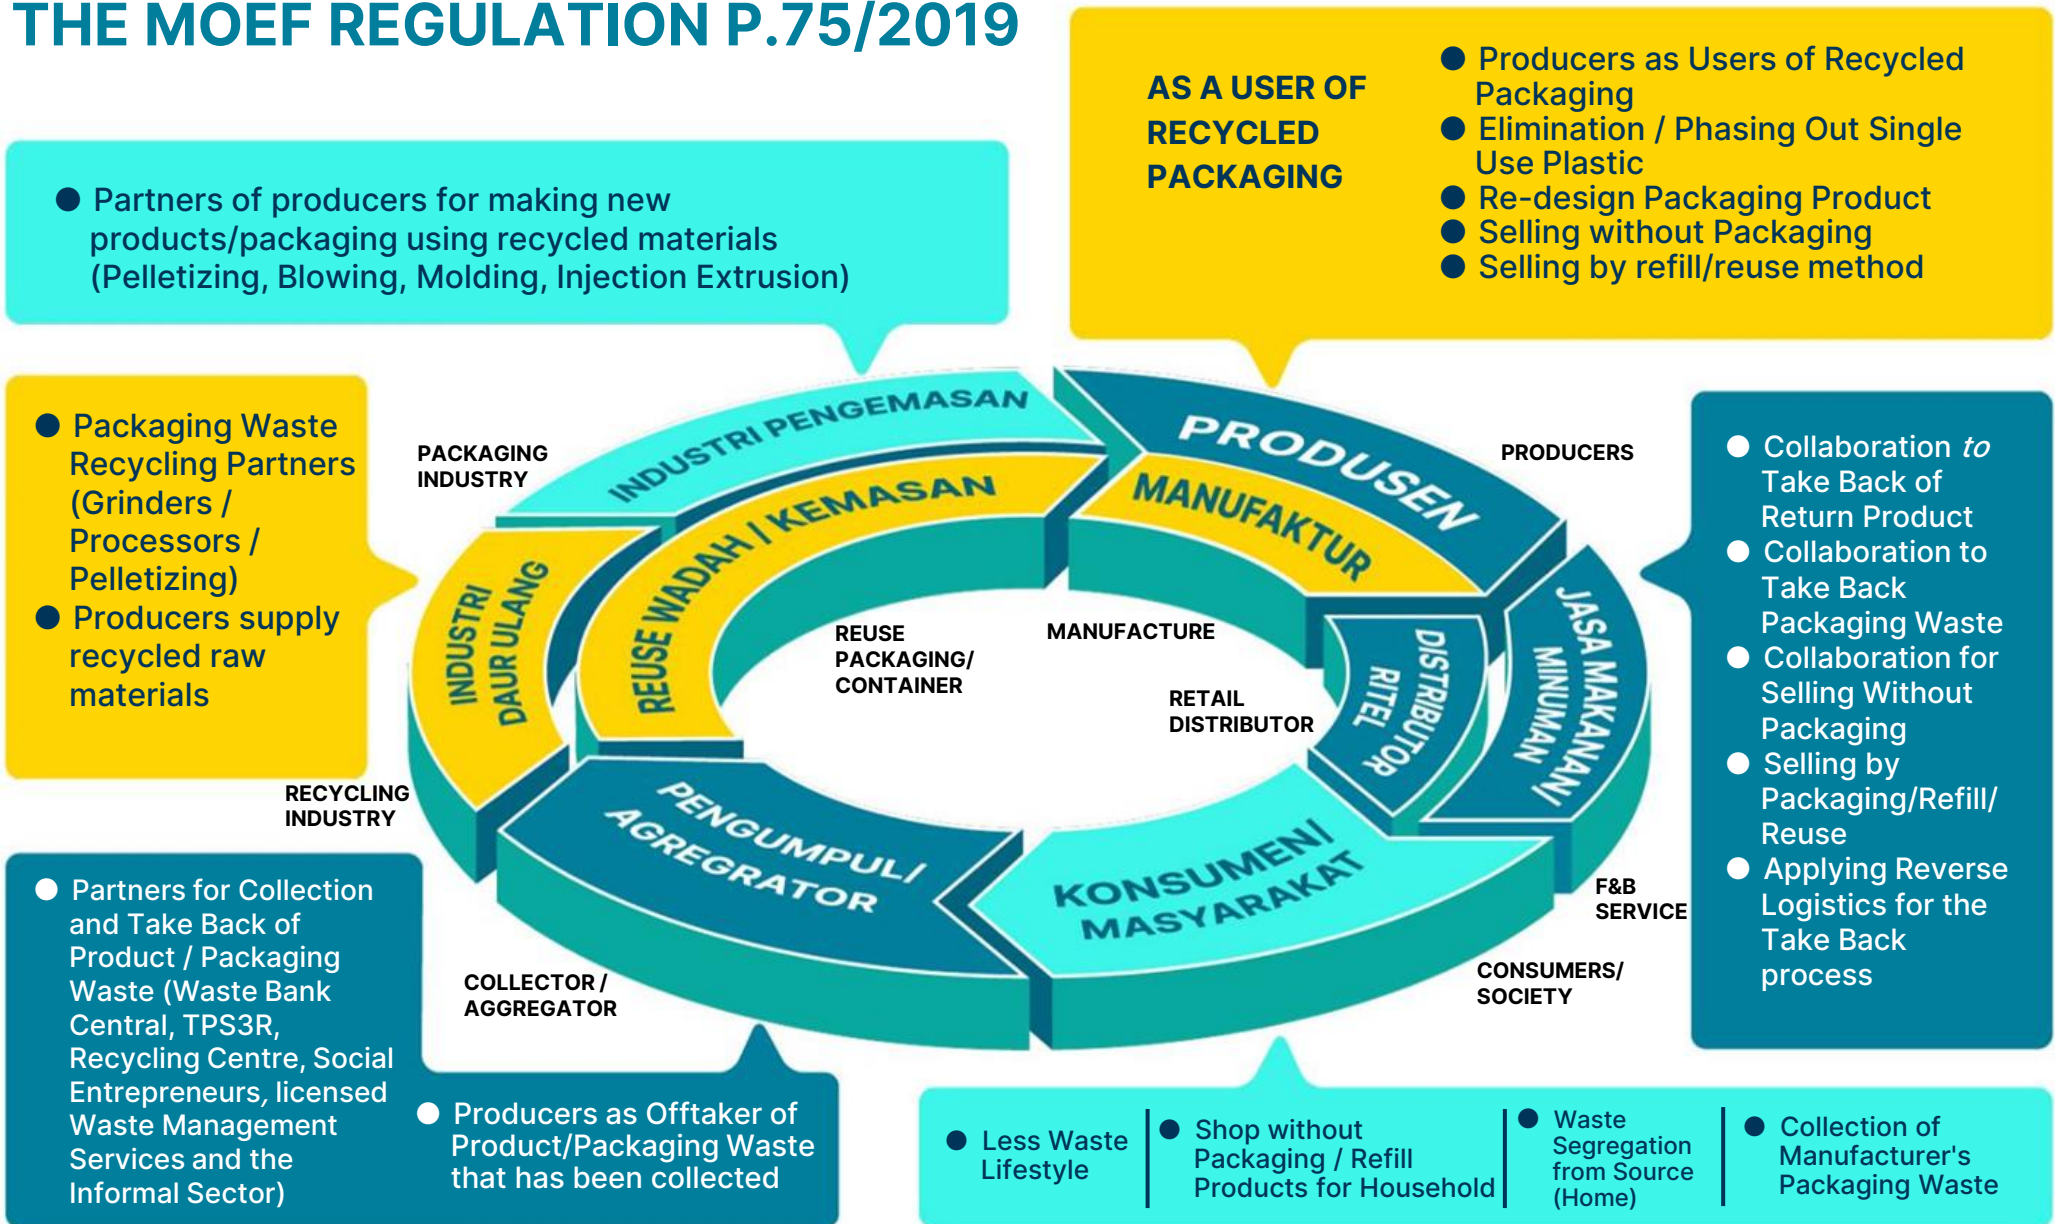 THE MOEF REGULATION P.75/2019
AS A USER OF
RECYCLED
PACKAGING
● Producers as Users of Recycled
Packaging
● Elimination / Phasing Out Single
Use Plastic
● Re-design Packaging Product
● Selling without Packaging
● Selling by refill/reuse method
● Partners of producers for making new
products/packaging using recycled materials
(Pelletizing, Blowing, Molding, Injection Extrusion)
● Packaging Waste
Recycling Partners
(Grinders /
Processors /
Pelletizing)
● Producers supply
recycled raw
materials
PACKAGING
INDUSTRY
INDUSTRI PENGEMASAN
PRODUSEN
PRODUCERS
REUSE WADAH / KEMASAN
MANUFAKTUR
INDUSTRI
DAUR ULANG
REUSE
PACKAGING/
CONTAINER
MANUFACTURE
RETAIL
DISTRIBUTOR
DISTRIBUTOR
RITEL
JASA MAKANAN/
MINUMAN
● Collaboration to
Take Back of
Return Product
● Collaboration to
Take Back
Packaging Waste
● Collaboration for
Selling Without
Packaging
● Selling by
Packaging/Refill/
Reuse
● Applying Reverse
Logistics for the
Take Back
process
RECYCLING
INDUSTRY
PENGUMPUL/
AGREGRATOR
KONSUMEN/
MASYARAKAT
F&B
SERVICE
COLLECTOR /
AGGREGATOR
CONSUMERS/
SOCIETY
● Partners for Collection
and Take Back of
Product / Packaging
Waste (Waste Bank
Central, TPS3R,
Recycling Centre, Social
Entrepreneurs, licensed
Waste Management
Services and the
Informal Sector)
● Producers as Offtaker of
Product/Packaging Waste
that has been collected
● Less Waste
Lifestyle
● Shop without
Packaging / Refill
Products for Household
● Waste
Segregation
from Source
(Home)
● Collection of
Manufacturer's
Packaging Waste